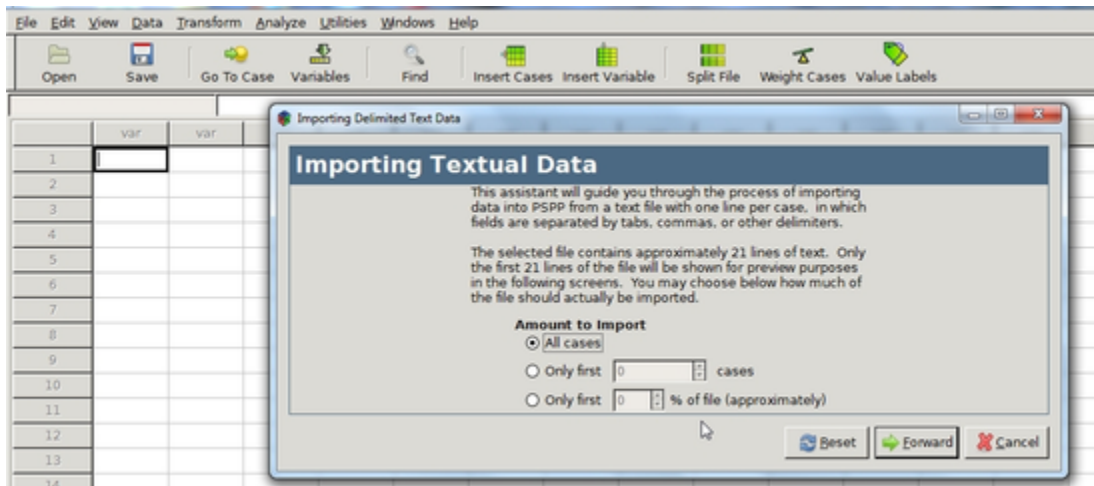 File Edit View Data Transform Analyze Utilities Windows Help
Open Save Go To Case Variables Find Insert Cases Insert Variable Split File Weight Cases Value Labels
Importing Delimited Text Data
var var
Importing Textual Data
This assistant will guide you through the process of importing
data into PSPP from a text file with one line per case, in which
fields are separated by tabs, commas, or other delimiters.
The selected file contains approximately 21 lines of text. Only
the first 21 lines of the file will be shown for preview purposes
in the following screens. You may choose below how much of
the file should actually be imported.
Amount to Import
All cases
Only first 0 cases
Only first 0 % of file (approximately)
Reset Forward Cancel
1
2
3
4
5
6
7
8
9
10
11
12
13
14